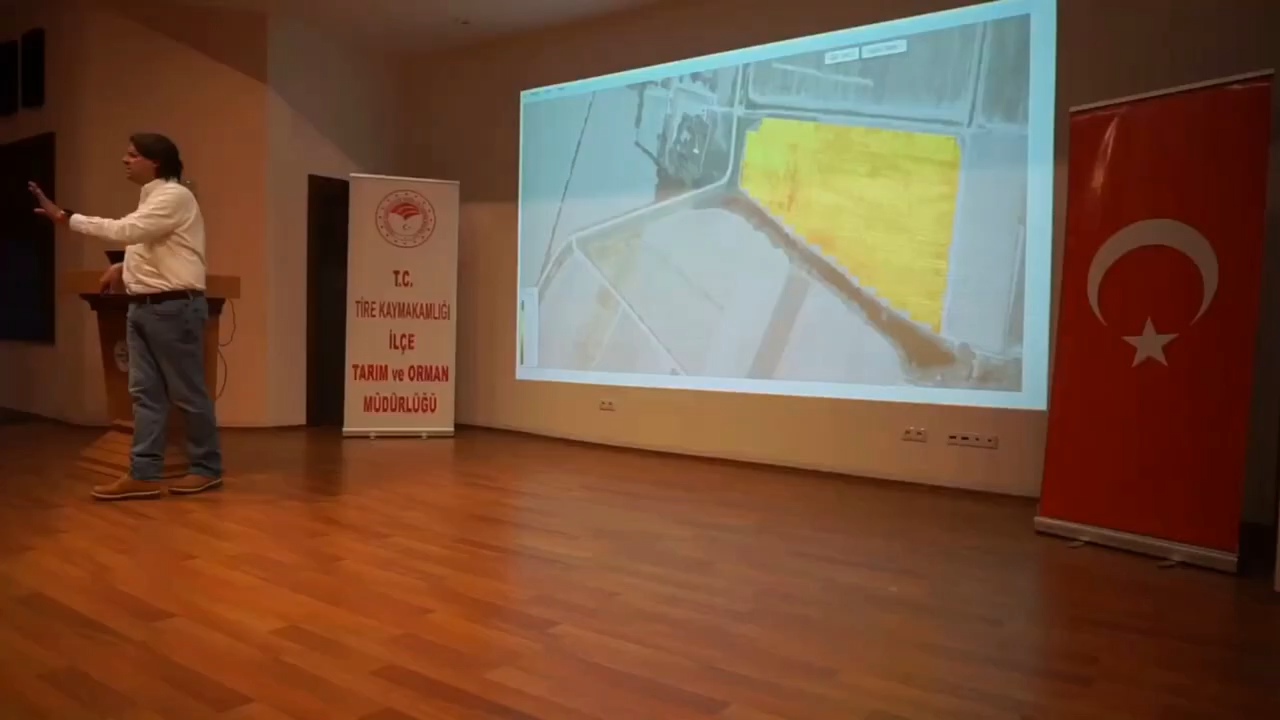 T.C.
TİRE KAYMAKAMLIĞI
İLÇE
TARIM ve ORMAN
MÜDÜRLÜĞÜ